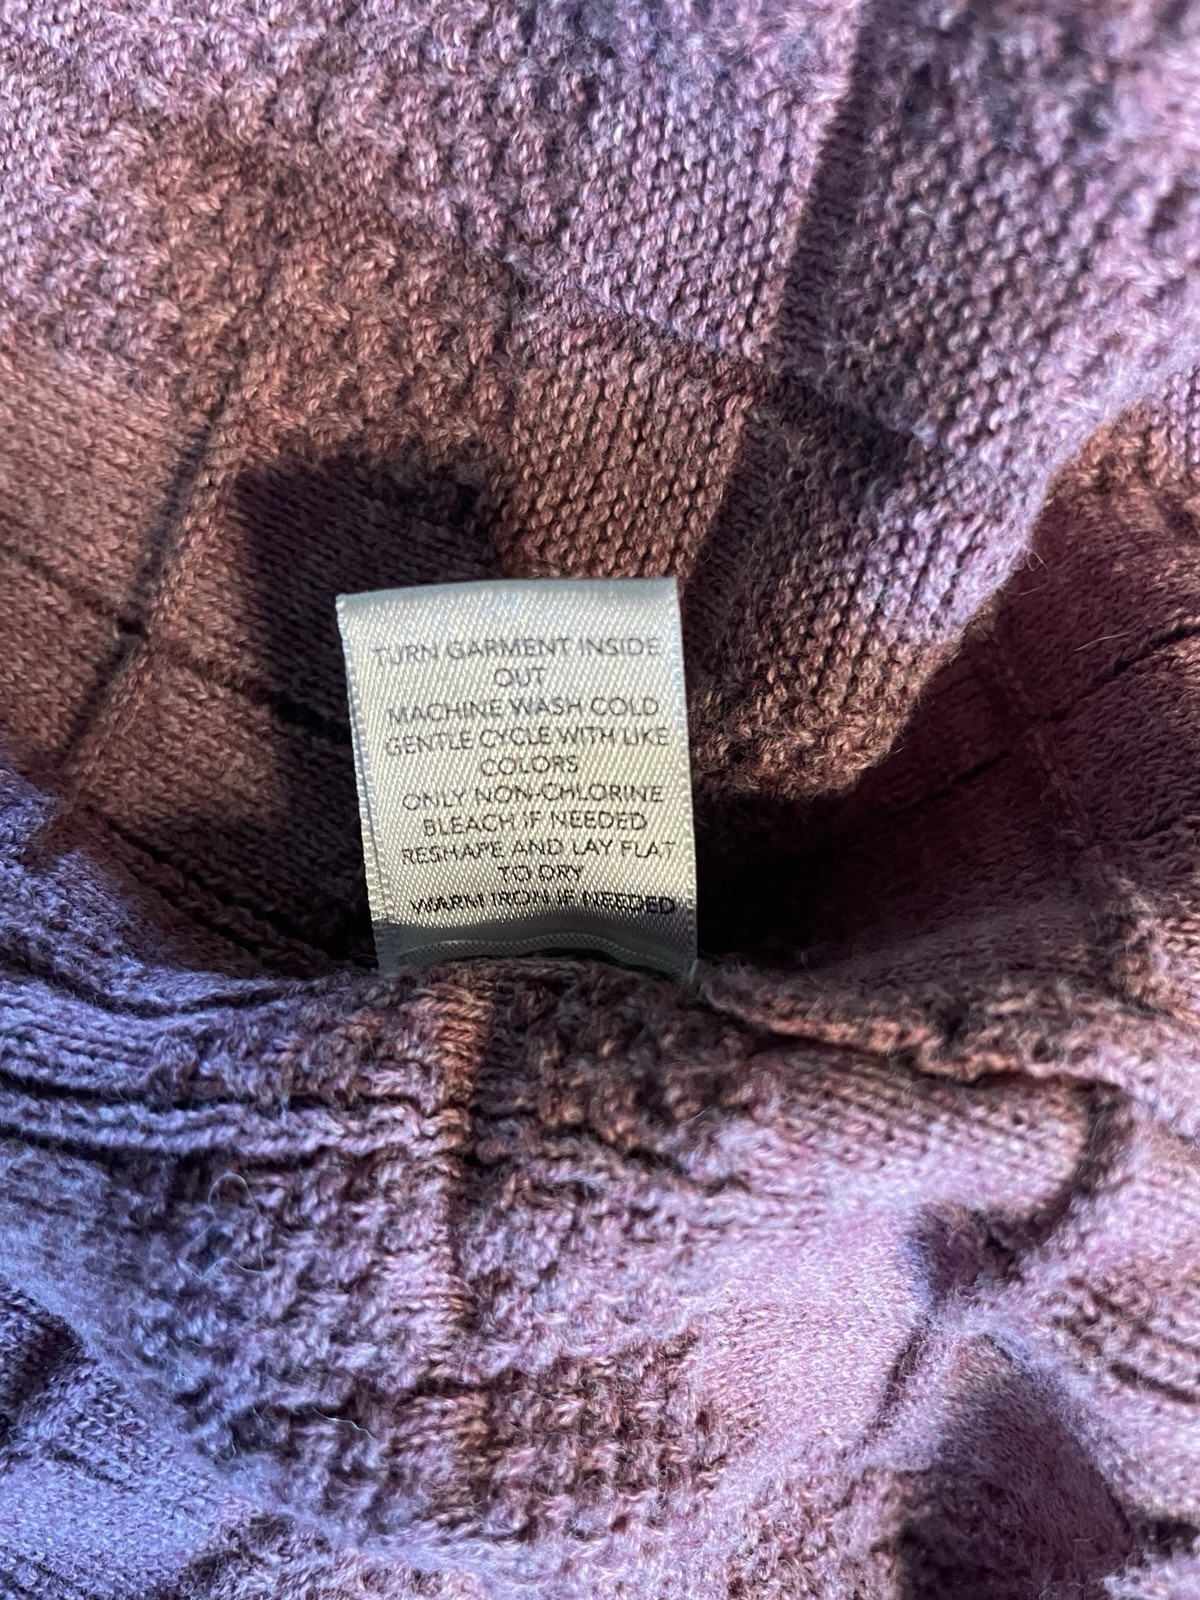 TURN GARMENT INSIDE
OUT
MACHINE WASH COLD
GENTLE CYCLE WITH LIKE
COLORS
ONLY NON-CHLORINE
BLEACH IF NEEDED
RESHAPE AND LAY FLAT
TO DRY
WARM IRON IF NEEDED